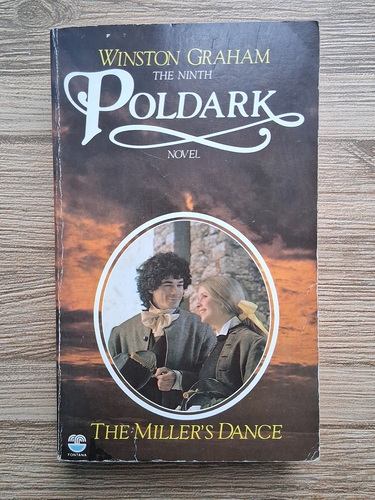 WINSTON GRAHAM
THE NINTH
POLDARK
NOVEL
THE MILLER'S DANCE
FONTANA